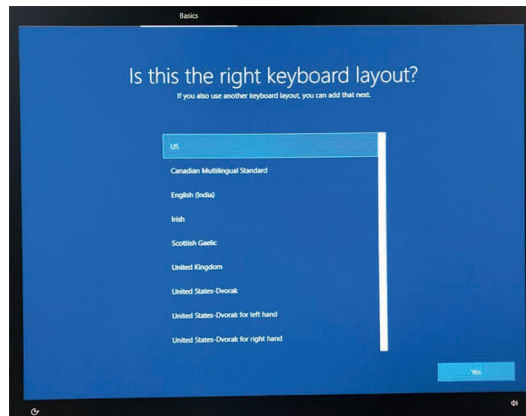 Basics
Is this the right keyboard layout?
If you also use another keyboard layout, you can add that next.
US
Canadian Multilingual Standard
English (India)
Irish
Scottish Gaelic
United Kingdom
United States-Dvorak
United States-Dvorak for left hand
United States-Dvorak for right hand
Yes